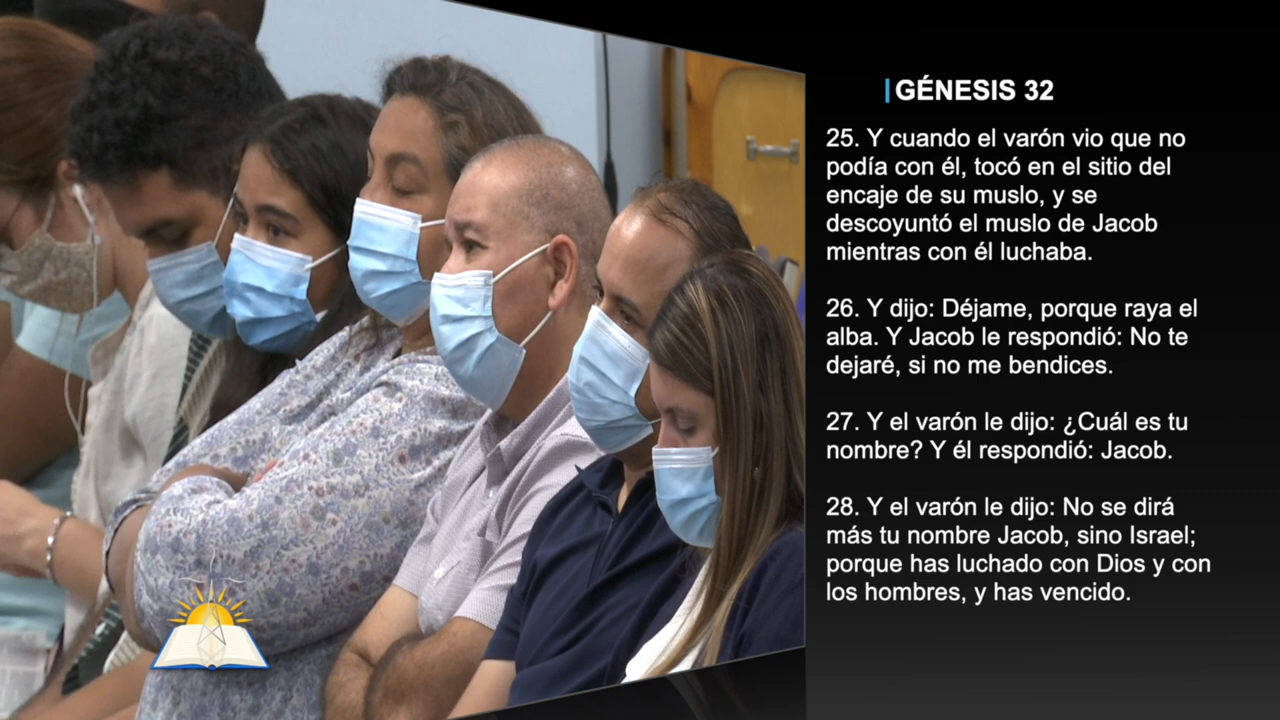 GÉNESIS 32
25. Y cuando el varón vio que no
podía con él, tocó en el sitio del
encaje de su muslo, y se
descoyuntó el muslo de Jacob
mientras con él luchaba.
26. Y dijo: Déjame, porque raya el
alba. Y Jacob le respondió: No te
dejaré, si no me bendices.
27. Y el varón le dijo: ¿Cuál es tu
nombre? Y él respondió: Jacob.
28. Y el varón le dijo: No se dirá
más tu nombre Jacob, sino Israel;
porque has luchado con Dios y con
los hombres, y has vencido.